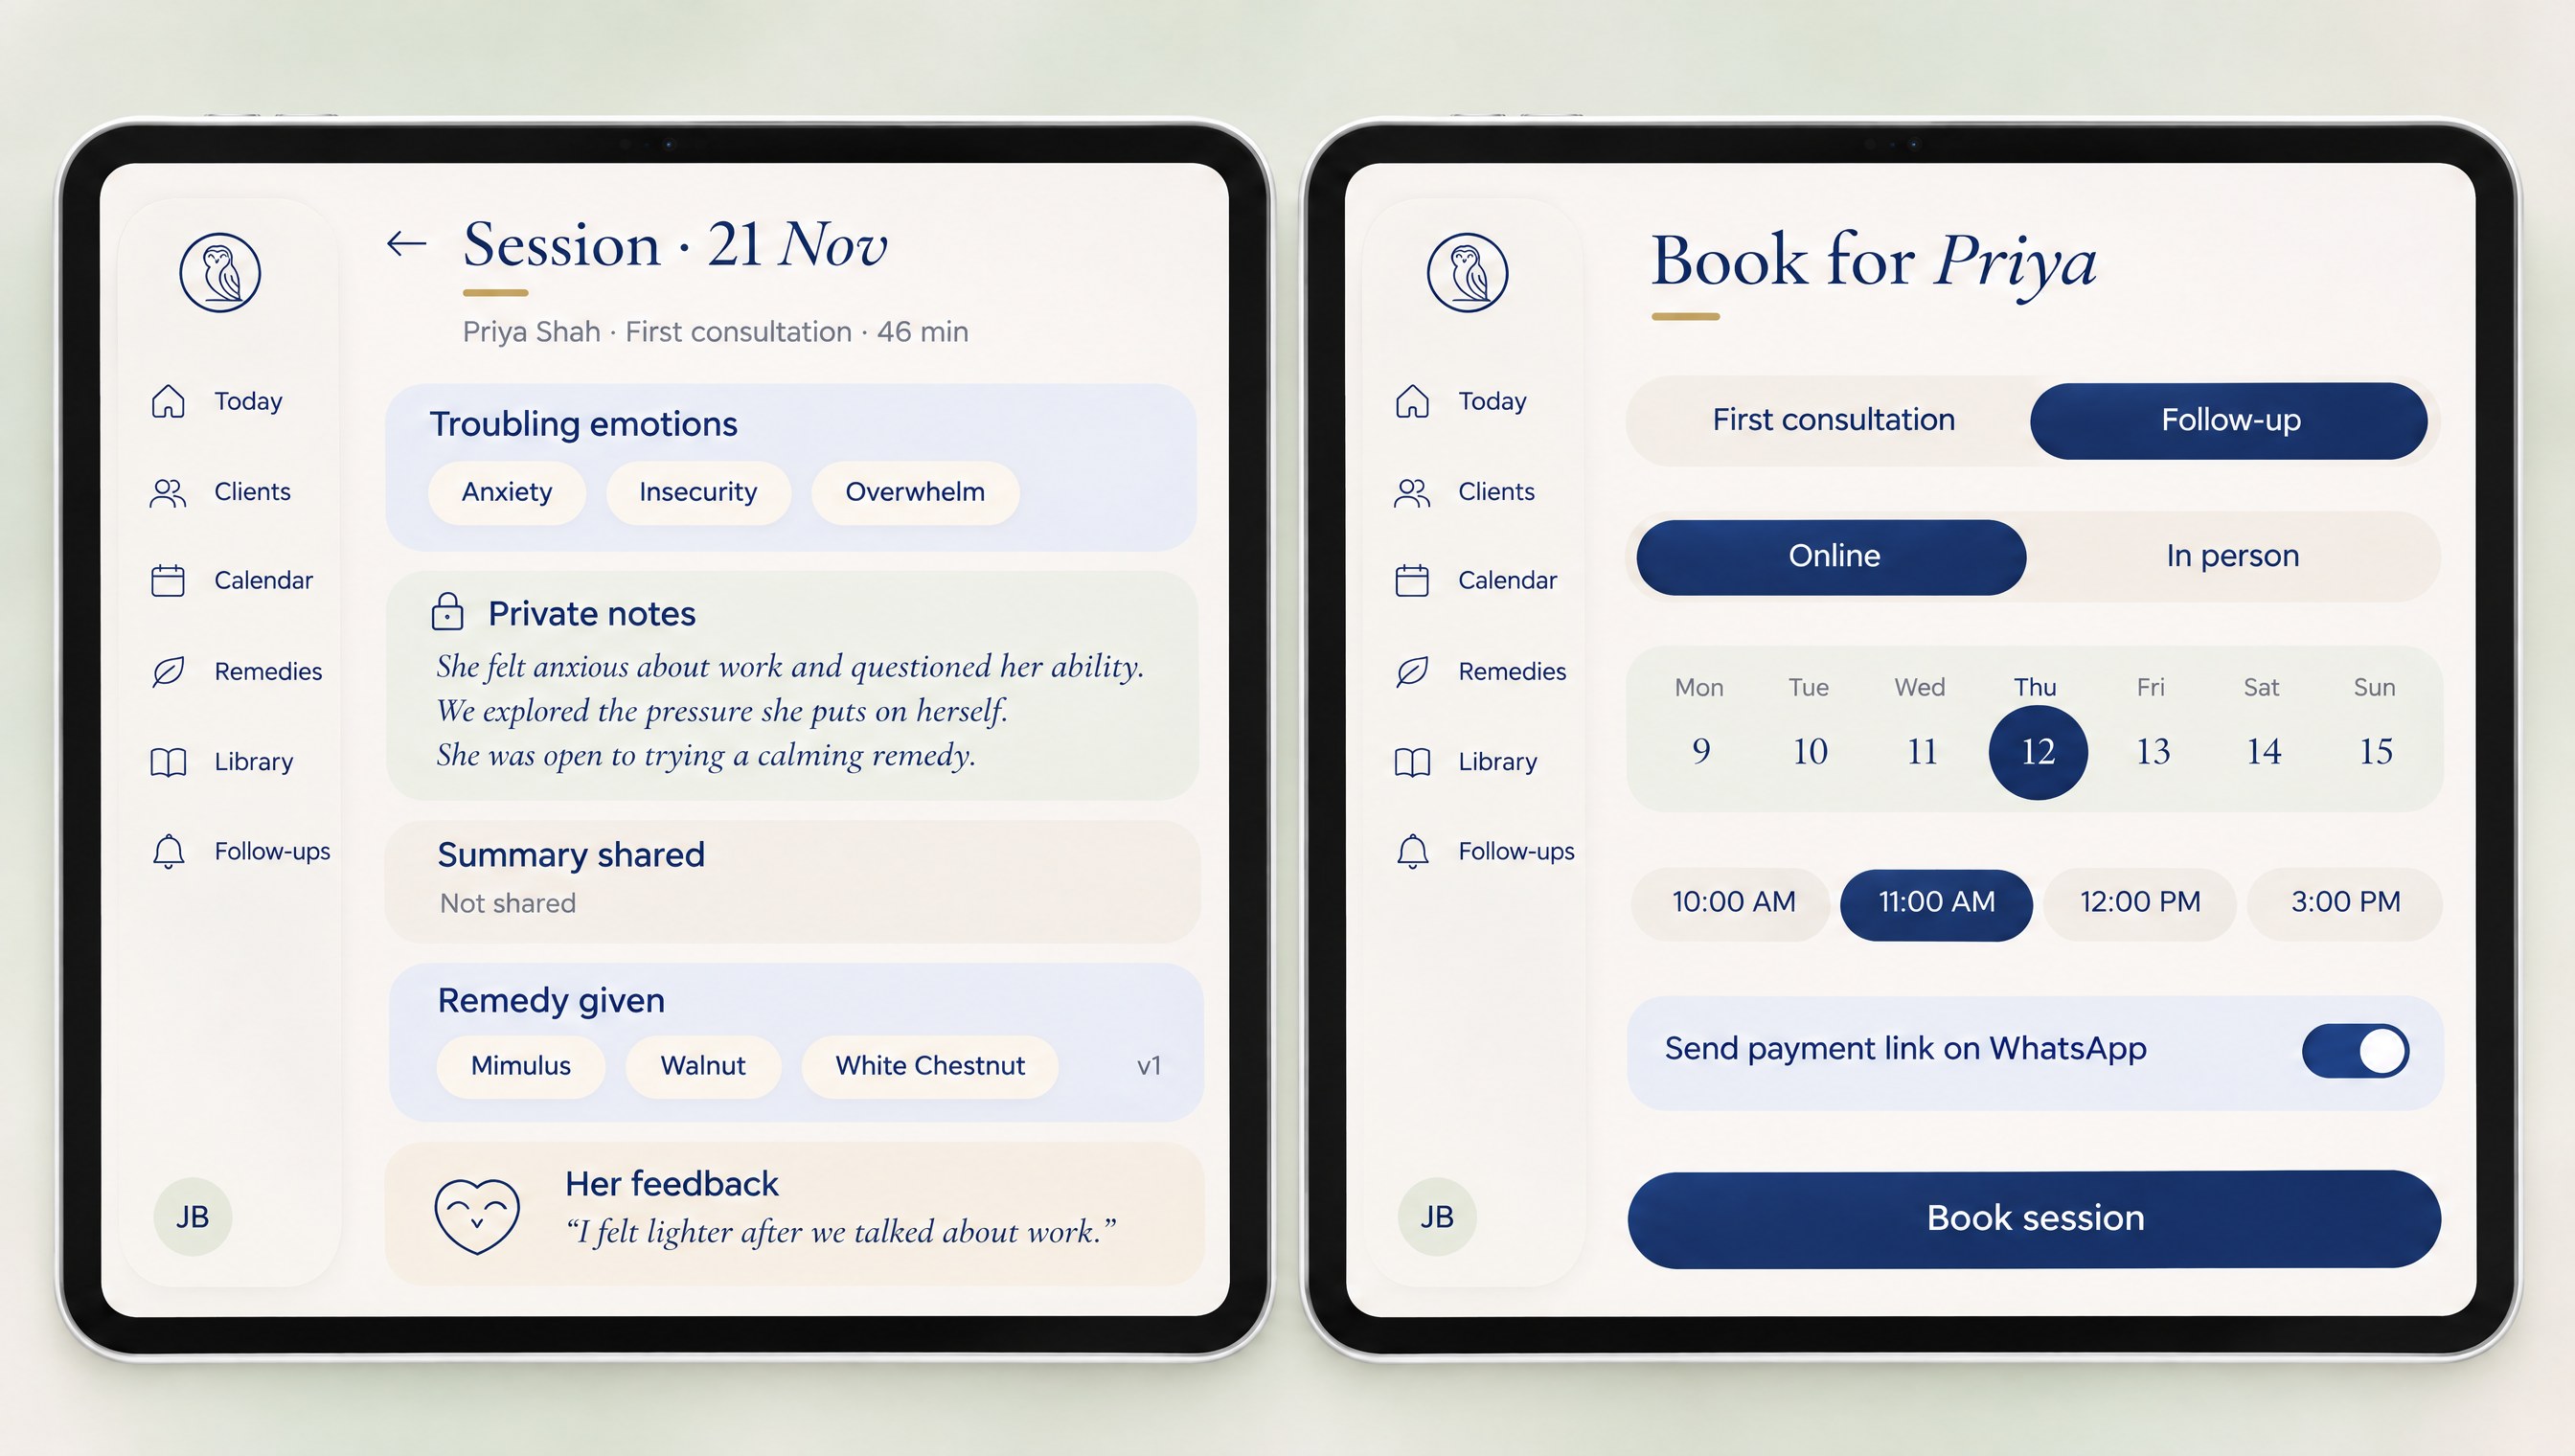 Session · 21 Nov
Priya Shah · First consultation · 46 min
Today
Clients
Calendar
Remedies
Library
Follow-ups
JB
Troubling emotions
Anxiety
Insecurity
Overwhelm
Private notes
She felt anxious about work and questioned her ability.
We explored the pressure she puts on herself.
She was open to trying a calming remedy.
Summary shared
Not shared
Remedy given
Mimulus
Walnut
White Chestnut
v1
Her feedback
“I felt lighter after we talked about work.”
Book for Priya
Today
Clients
Calendar
Remedies
Library
Follow-ups
JB
First consultation
Follow-up
Online
In person
Mon Tue Wed Thu Fri Sat Sun
9 10 11 12 13 14 15
10:00 AM
11:00 AM
12:00 PM
3:00 PM
Send payment link on WhatsApp
Book session